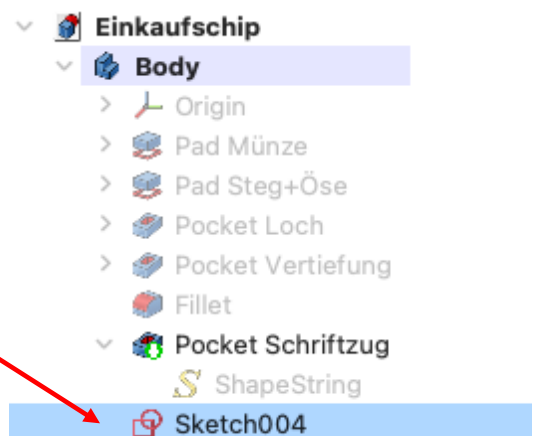 Einkaufschip
Body
Origin
Pad Münze
Pad Steg+Öse
Pocket Loch
Pocket Vertiefung
Fillet
Pocket Schriftzug
ShapeString
Sketch004